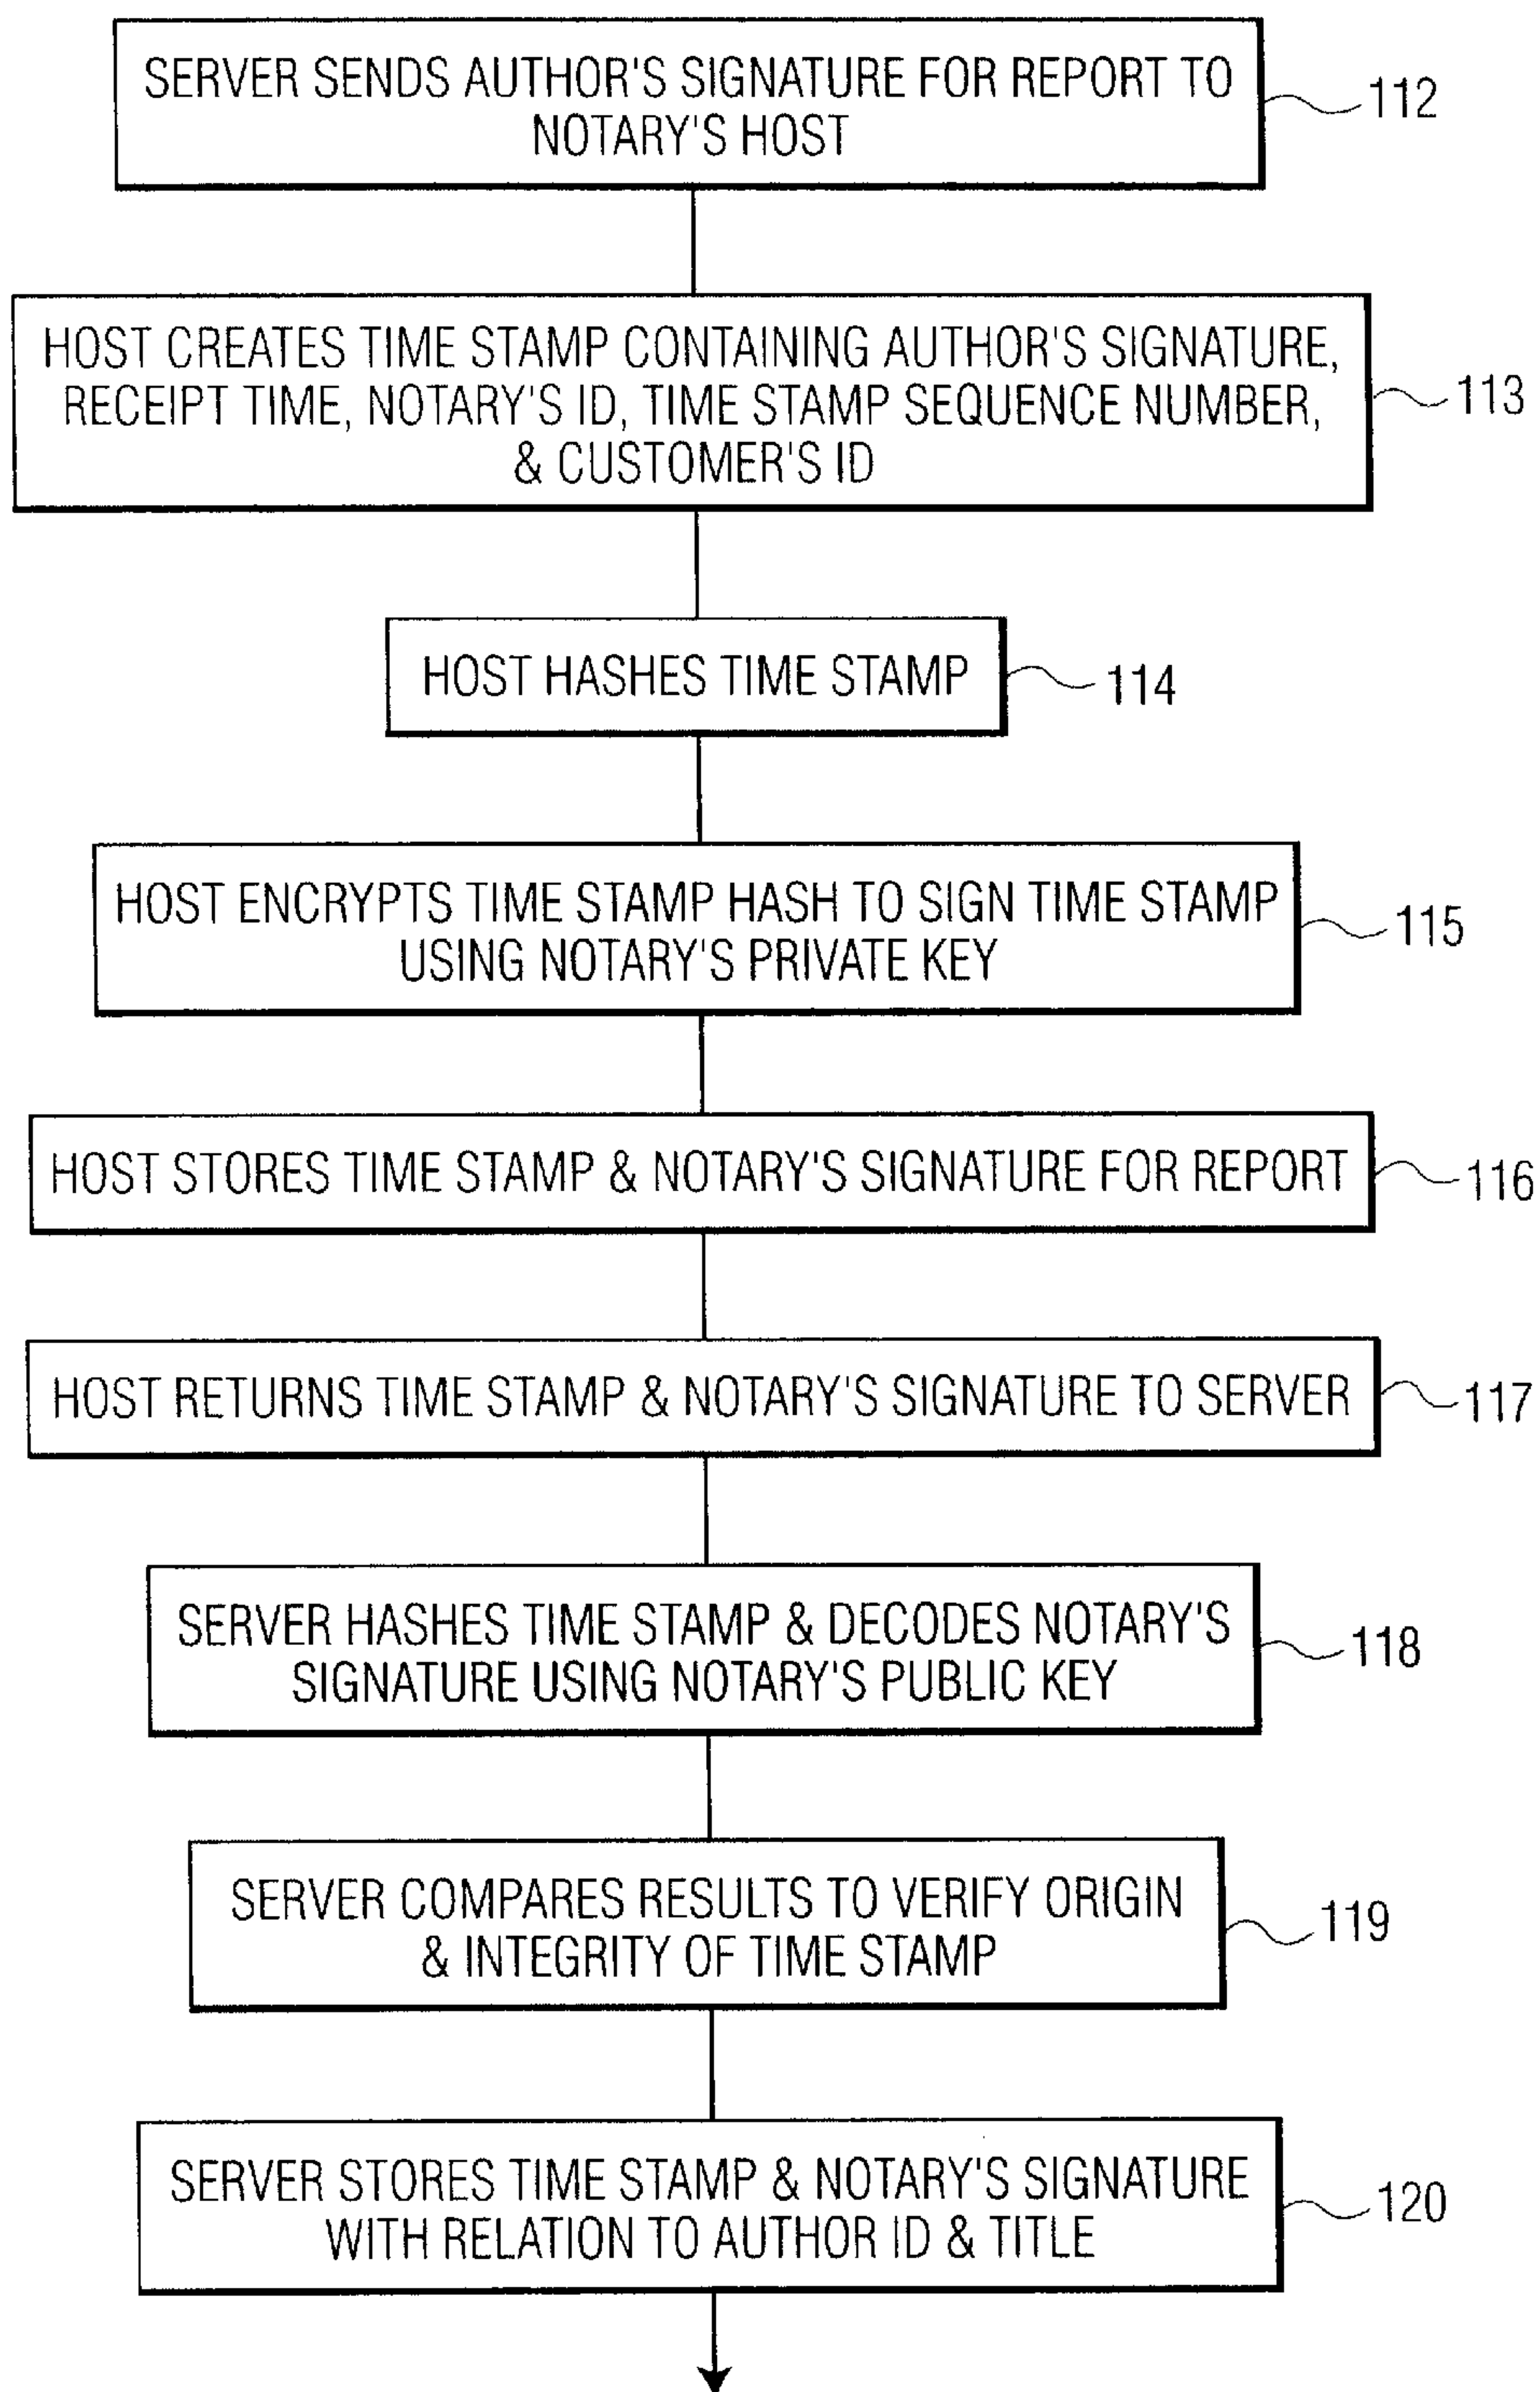 SERVER SENDS AUTHOR'S SIGNATURE FOR REPORT TO
NOTARY'S HOST
112
HOST CREATES TIME STAMP CONTAINING AUTHOR'S SIGNATURE,
RECEIPT TIME, NOTARY'S ID, TIME STAMP SEQUENCE NUMBER,
& CUSTOMER'S ID
113
HOST HASHES TIME STAMP
114
HOST ENCRYPTS TIME STAMP HASH TO SIGN TIME STAMP
USING NOTARY'S PRIVATE KEY
115
HOST STORES TIME STAMP & NOTARY'S SIGNATURE FOR REPORT
116
HOST RETURNS TIME STAMP & NOTARY'S SIGNATURE TO SERVER
117
SERVER HASHES TIME STAMP & DECODES NOTARY'S
SIGNATURE USING NOTARY'S PUBLIC KEY
118
SERVER COMPARES RESULTS TO VERIFY ORIGIN
& INTEGRITY OF TIME STAMP
119
SERVER STORES TIME STAMP & NOTARY'S SIGNATURE
WITH RELATION TO AUTHOR ID & TITLE
120